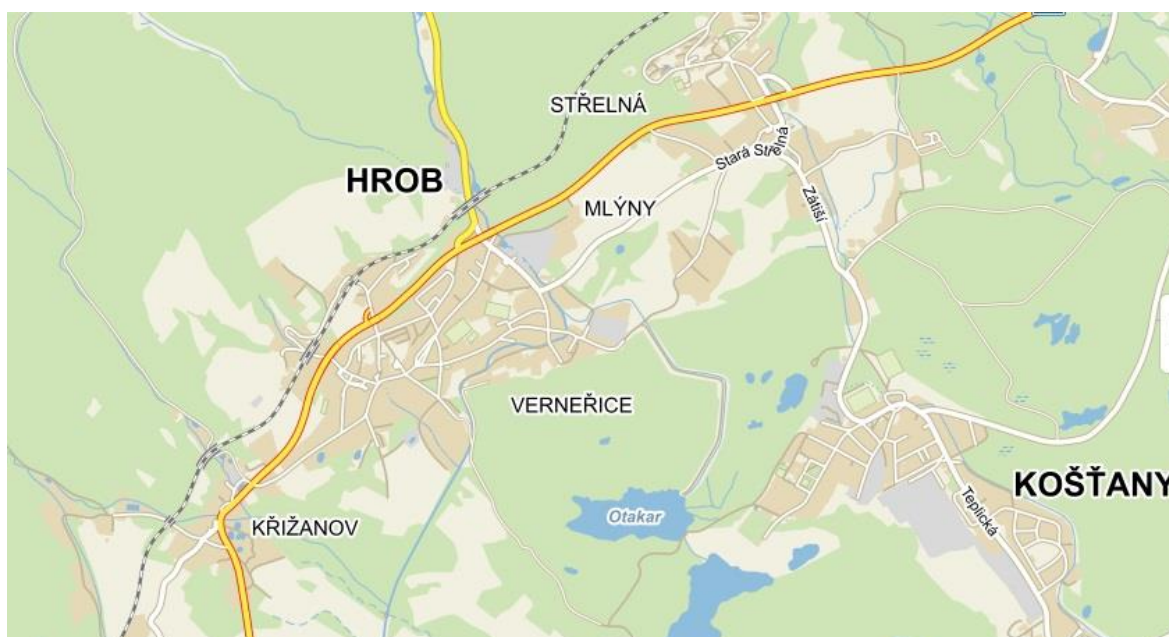 STŘELNÁ
Stará Střelná
HROB
Zátiší
MLÝNY
VERNEŘICE
KOŠŤANY
Teplická
Otakar
KŘIŽANOV